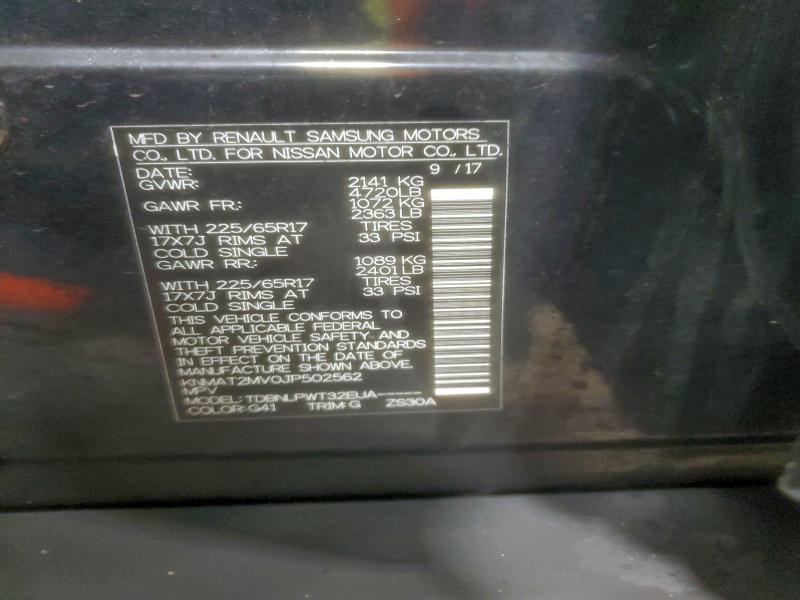 MFD BY RENAULT SAMSUNG MOTORS
CO., LTD. FOR NISSAN MOTOR CO., LTD.
DATE: 9 /17
GVWR: 2141 KG
4720LB
GAWR FR: 1072 KG
2363 LB
WITH 225/65R17 TIRES
17X7J RIMS AT 33 PSI
COLD SINGLE
GAWR RR: 1089 KG
2401 LB
WITH 225/65R17 TIRES
17X7J RIMS AT 33 PSI
COLD SINGLE
THIS VEHICLE CONFORMS TO
ALL APPLICABLE FEDERAL
MOTOR VEHICLE SAFETY AND
THEFT PREVENTION STANDARDS
IN EFFECT ON THE DATE OF
MANUFACTURE SHOWN ABOVE.
KNMAT2MV0JP502562
MPV
MODEL: TDBNLPWT32EUA-----
COLOR:G41 TRIM:G ZS30A